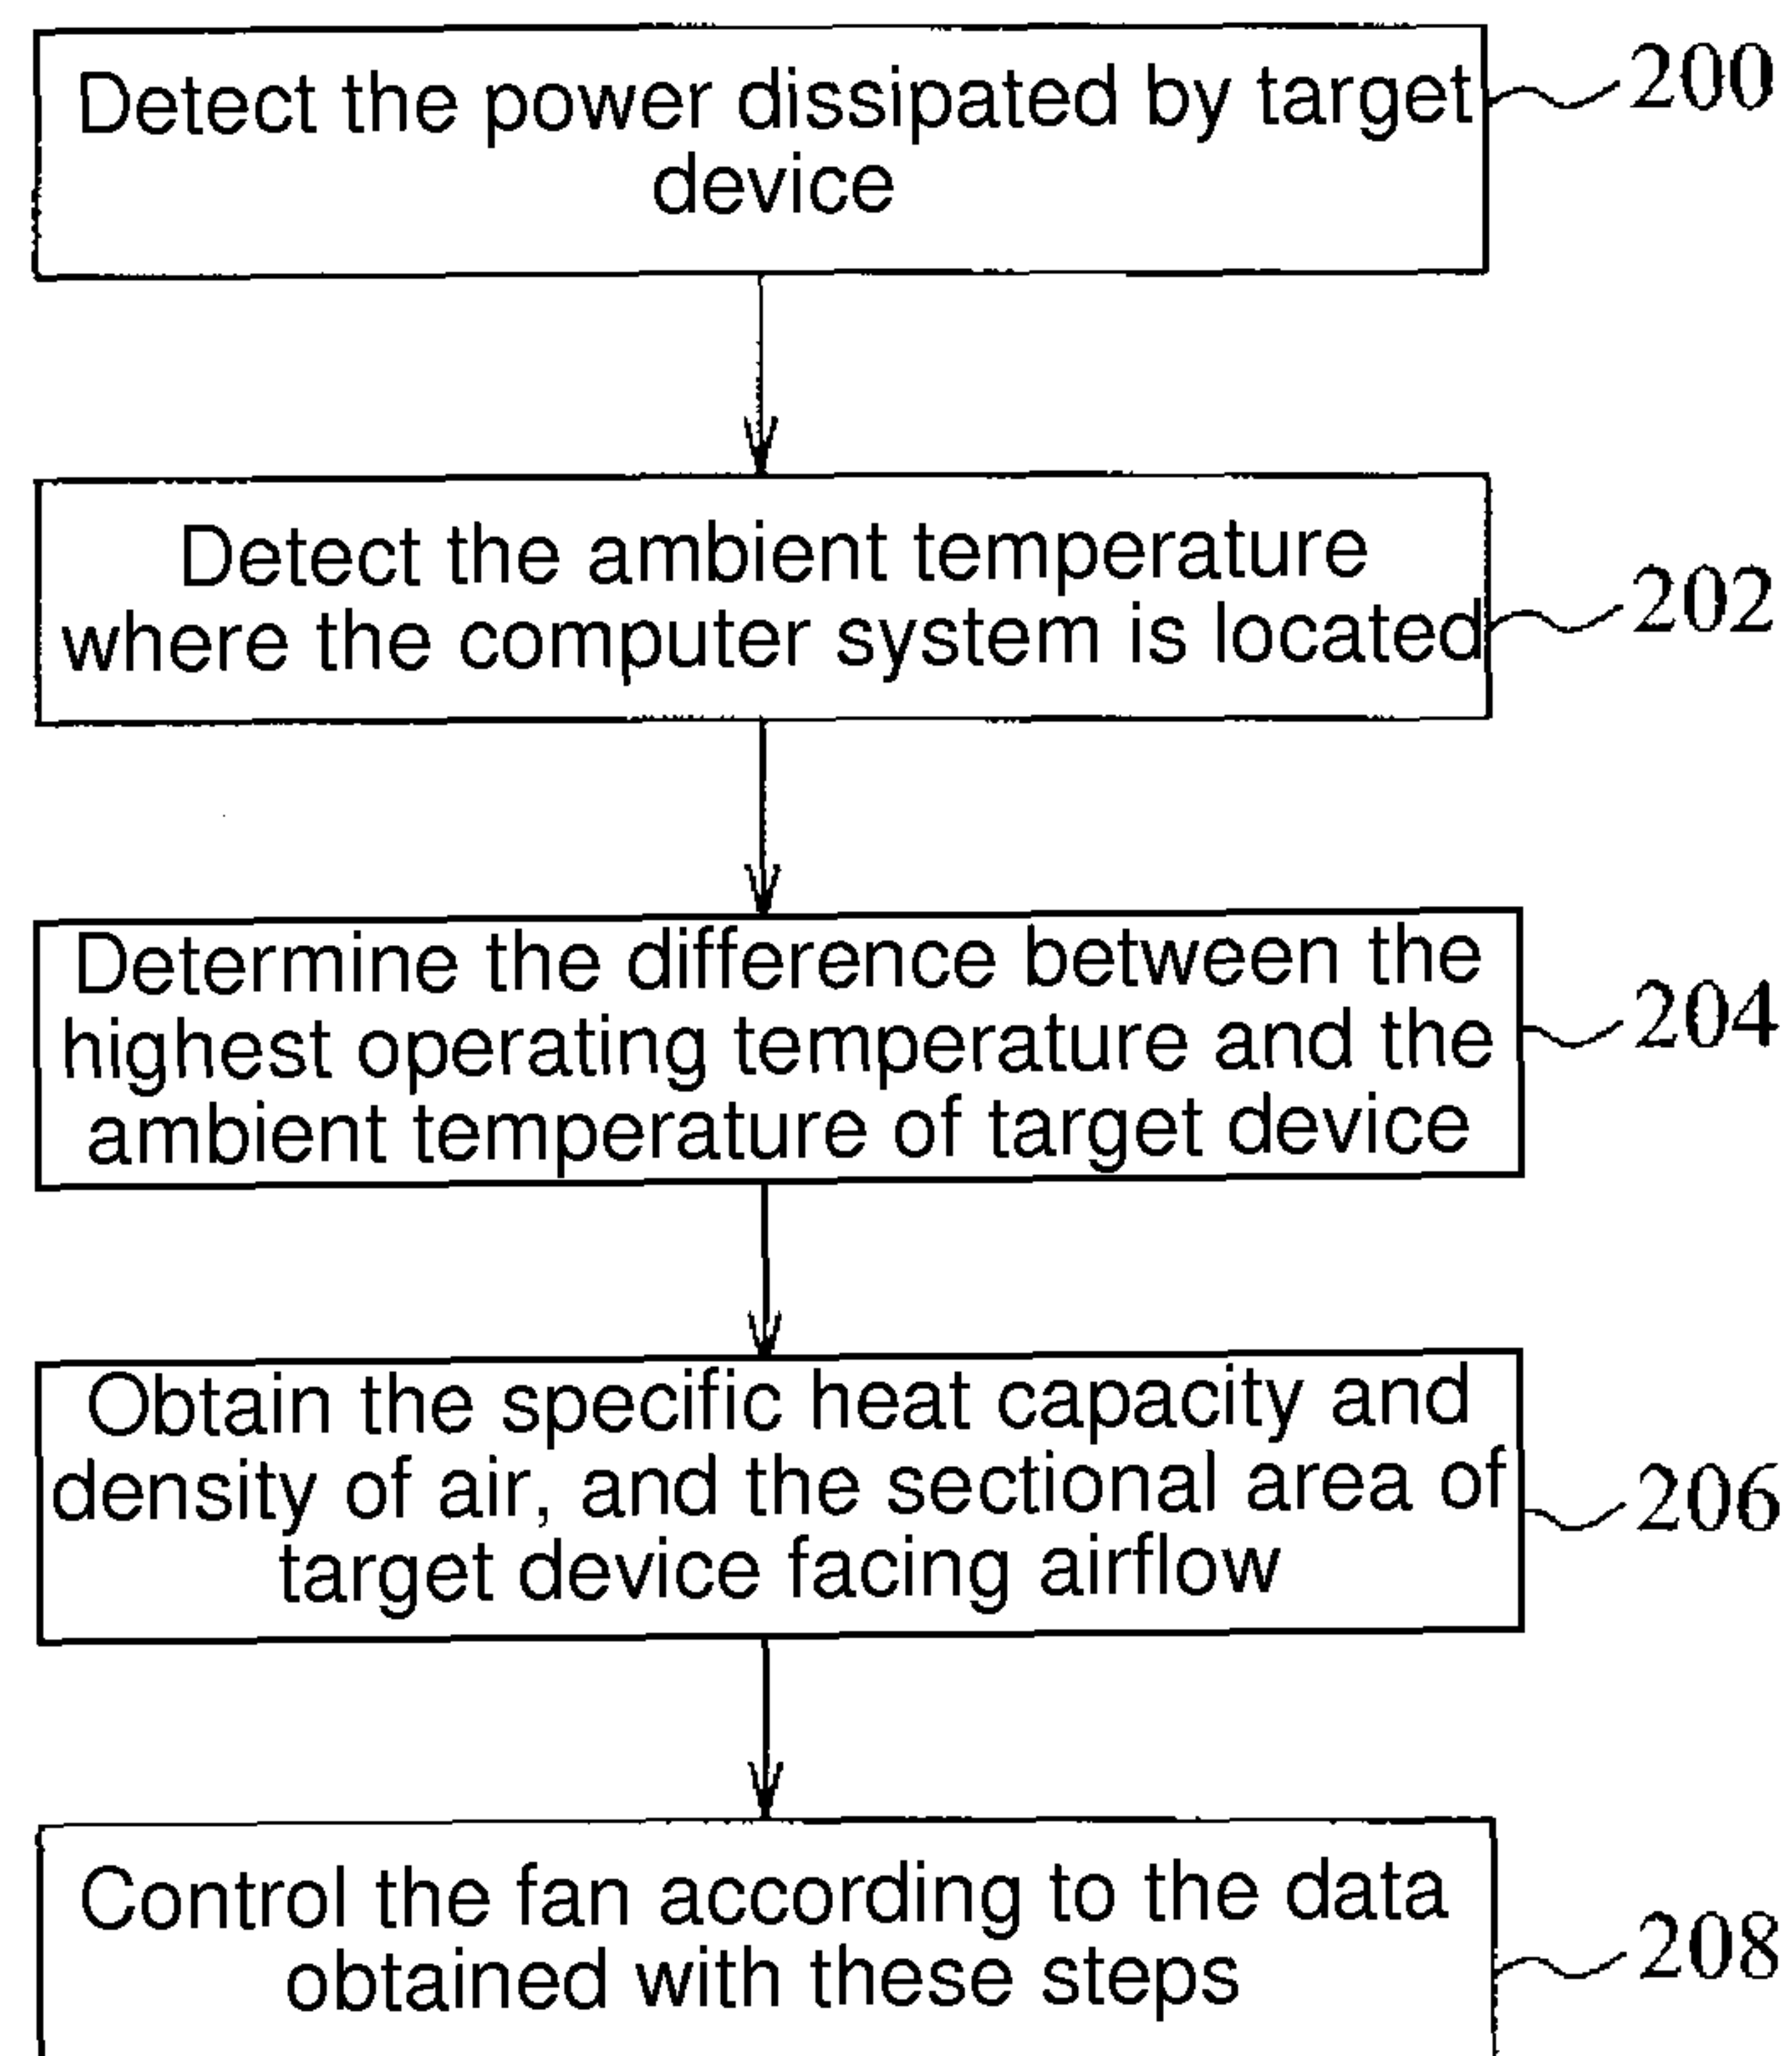 Detect the power dissipated by target
device
200
Detect the ambient temperature
where the computer system is located
202
Determine the difference between the
highest operating temperature and the
ambient temperature of target device
204
Obtain the specific heat capacity and
density of air, and the sectional area of
target device facing airflow
206
Control the fan according to the data
obtained with these steps
208